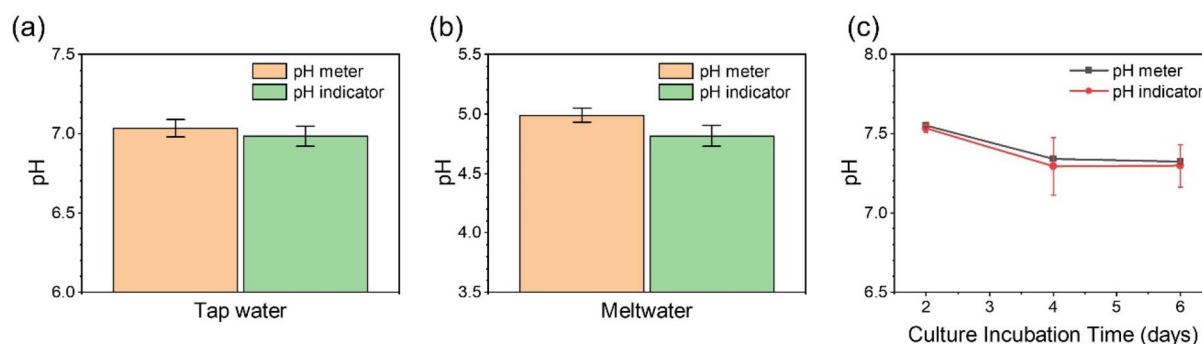 (a)
7.5
7.0
6.5
6.0
pH
pH meter
pH indicator
Tap water
(b)
5.5
5.0
4.5
4.0
3.5
pH
pH meter
pH indicator
Meltwater
(c)
8.0
7.5
7.0
6.5
pH
pH meter
pH indicator
2 3 4 5 6
Culture Incubation Time (days)